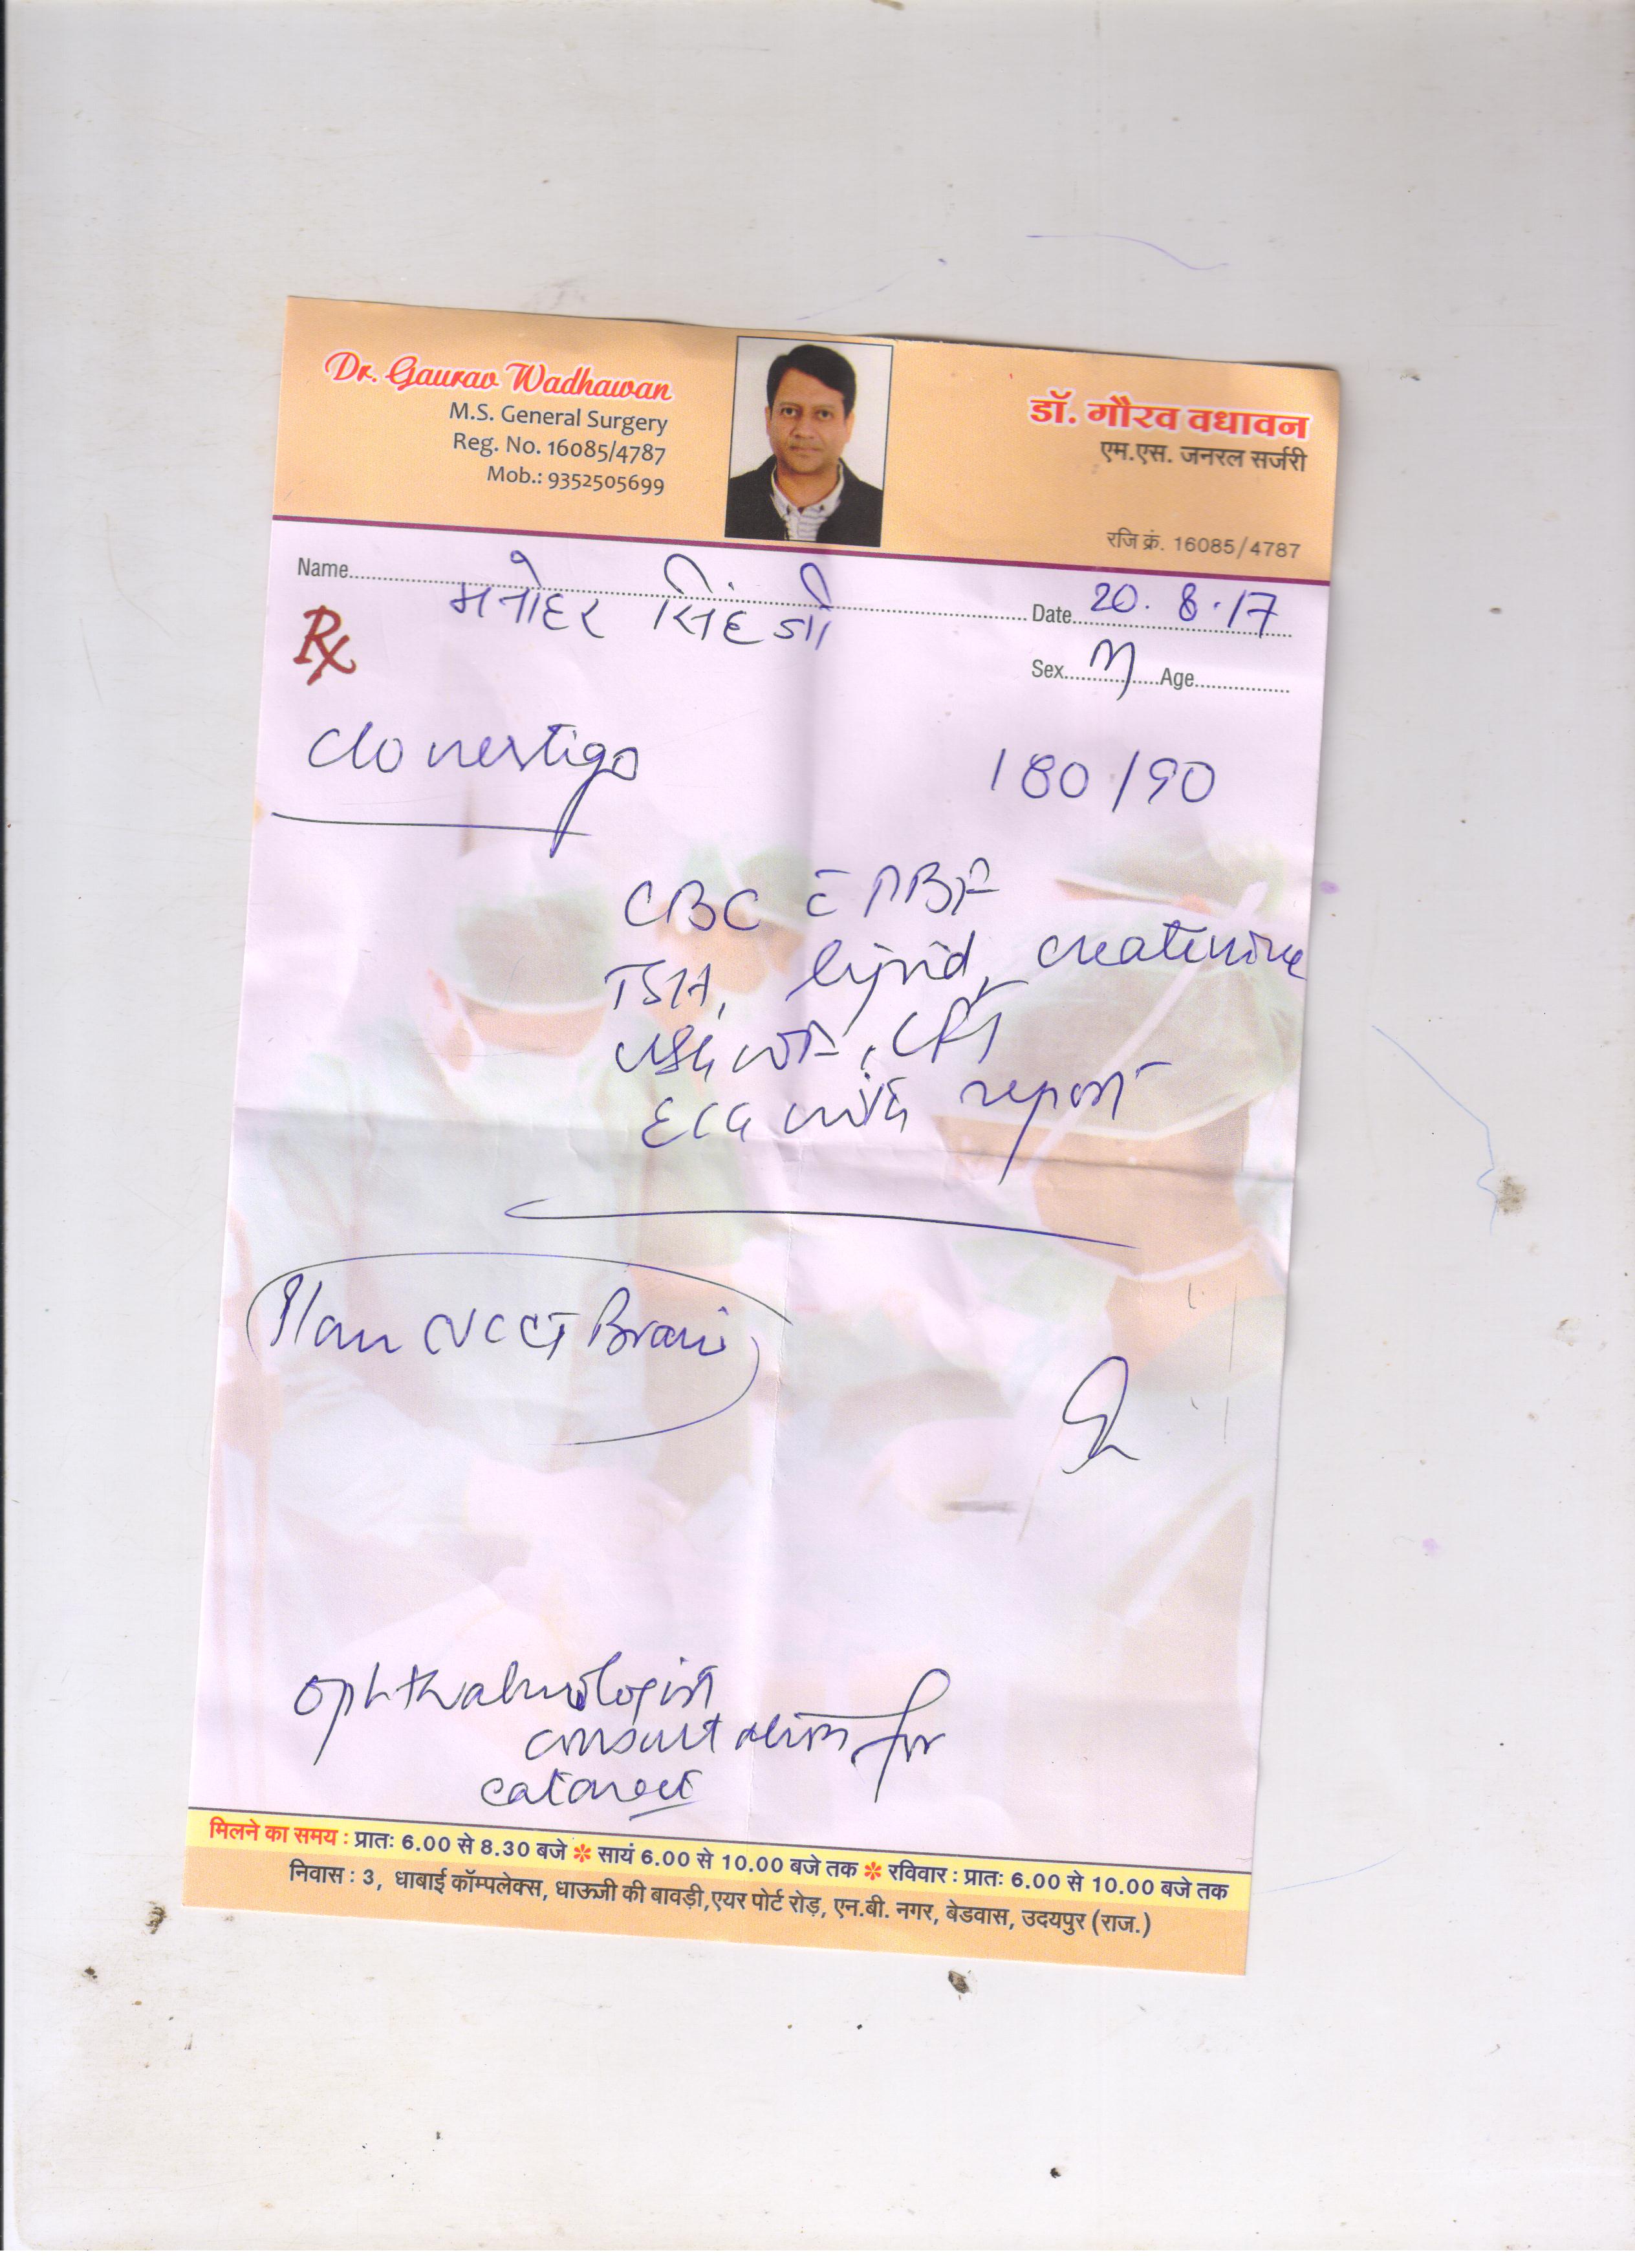 Dr. Gaurav Wadhawan
M.S. General Surgery
Reg. No. 16085/4787
Mob.: 9352505699
डॉ. गौरव वधावन
एम.एस. जनरल सर्जरी
रजि क्रं. 16085/4787
Name मनोहर सिंह जी
Date 20.8.17
Rx
Sex M Age
c/o vertigo
180/90
CBC c̄ PBF
TSH, lipid, creatinine
ECG with report
Plan NCCT Brain
ophthalmologist
consultation for
cataract
मिलने का समय : प्रातः 6.00 से 8.30 बजे ✽ सायं 6.00 से 10.00 बजे तक ✽ रविवार : प्रातः 6.00 से 10.00 बजे तक
निवास : 3, धाबाई कॉम्पलेक्स, धाऊजी की बावड़ी,एयर पोर्ट रोड़, एन.बी. नगर, बेडवास, उदयपुर (राज.)